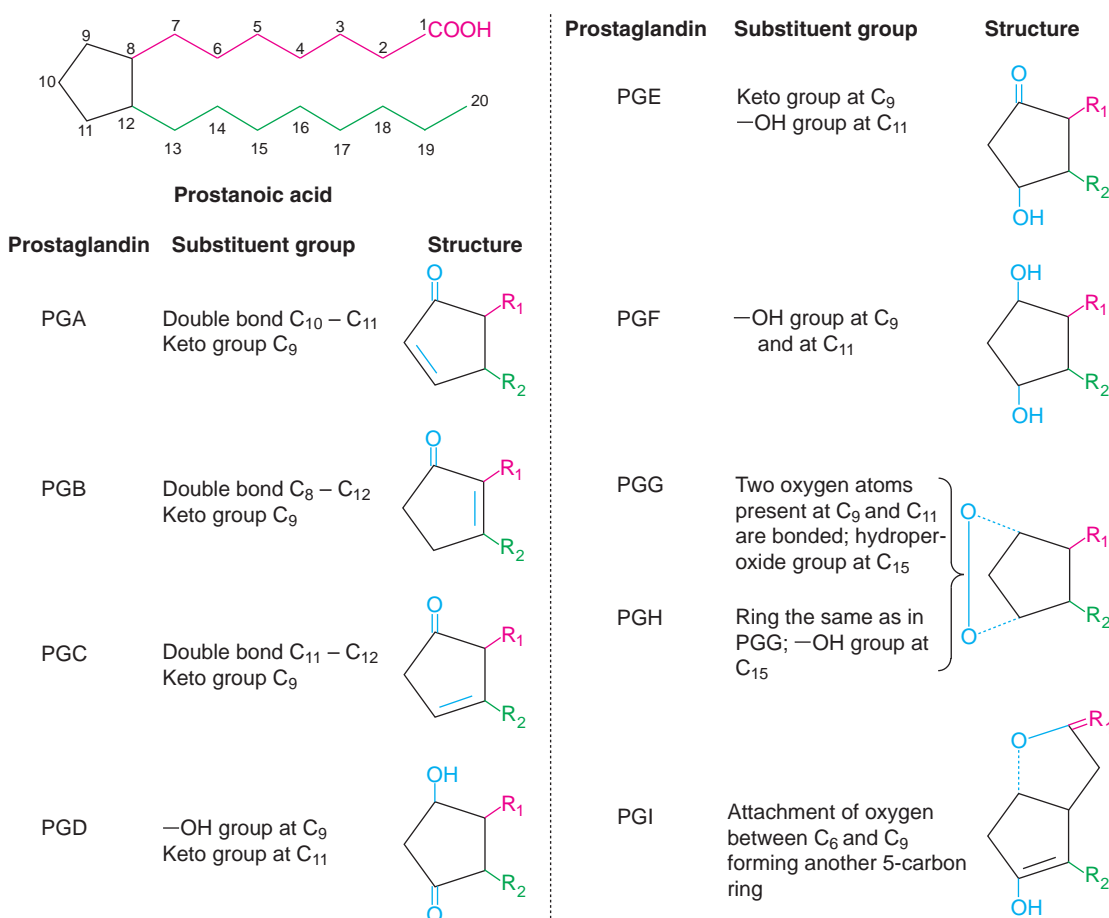 1
COOH
2
3
4
5
6
7
8
9
10
11
12
13
14
15
16
17
18
19
20
Prostanoic acid
Prostaglandin Substituent group Structure
PGA
Double bond C10 – C11
Keto group C9
O
R1
R2
PGB
Double bond C8 – C12
Keto group C9
O
R1
R2
PGC
Double bond C11 – C12
Keto group C9
O
R1
R2
PGD
—OH group at C9
Keto group at C11
OH
R1
R2
O
Prostaglandin Substituent group Structure
PGE
Keto group at C9
—OH group at C11
O
R1
R2
OH
PGF
—OH group at C9
and at C11
OH
R1
R2
OH
PGG
Two oxygen atoms
present at C9 and C11
are bonded; hydroper-
oxide group at C15
PGH
Ring the same as in
PGG; —OH group at
C15
O
R1
R2
O
PGI
Attachment of oxygen
between C6 and C9
forming another 5-carbon
ring
O
R1
R2
OH